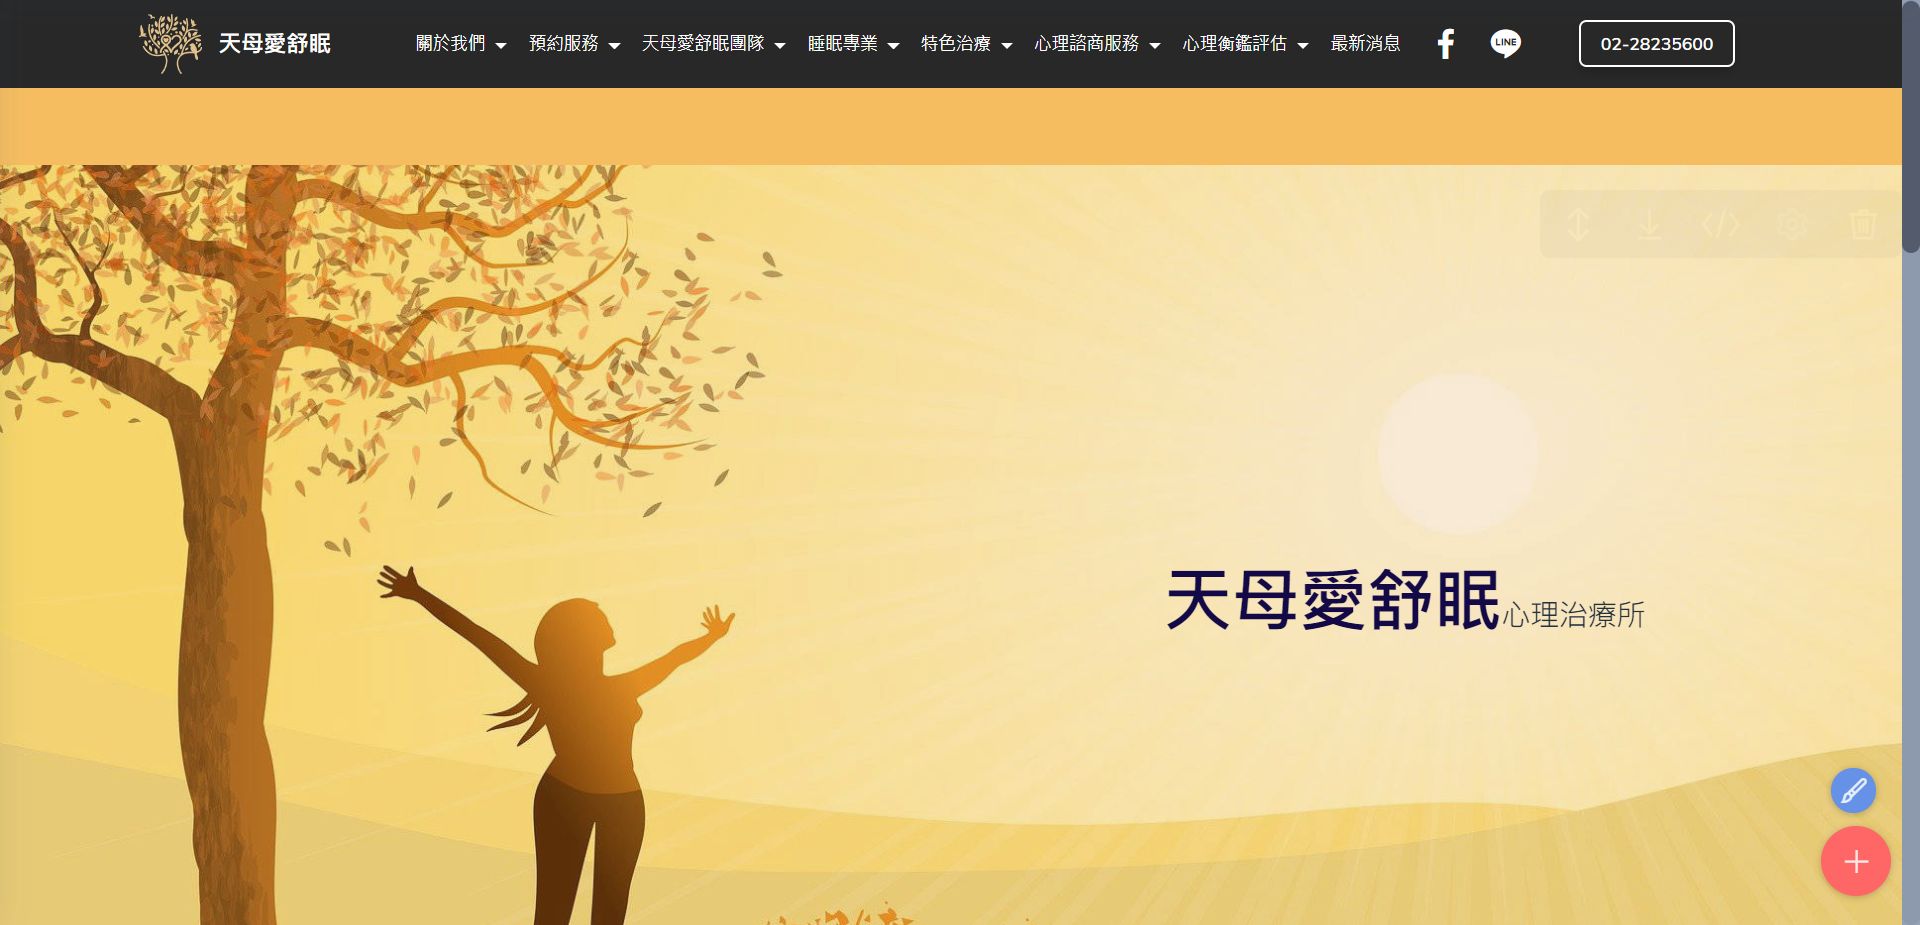 天母愛舒眠
關於我們
預約服務
天母愛舒眠團隊
睡眠專業
特色治療
心理諮商服務
心理衡鑑評估
最新消息
LINE
02-28235600
天母愛舒眠心理治療所